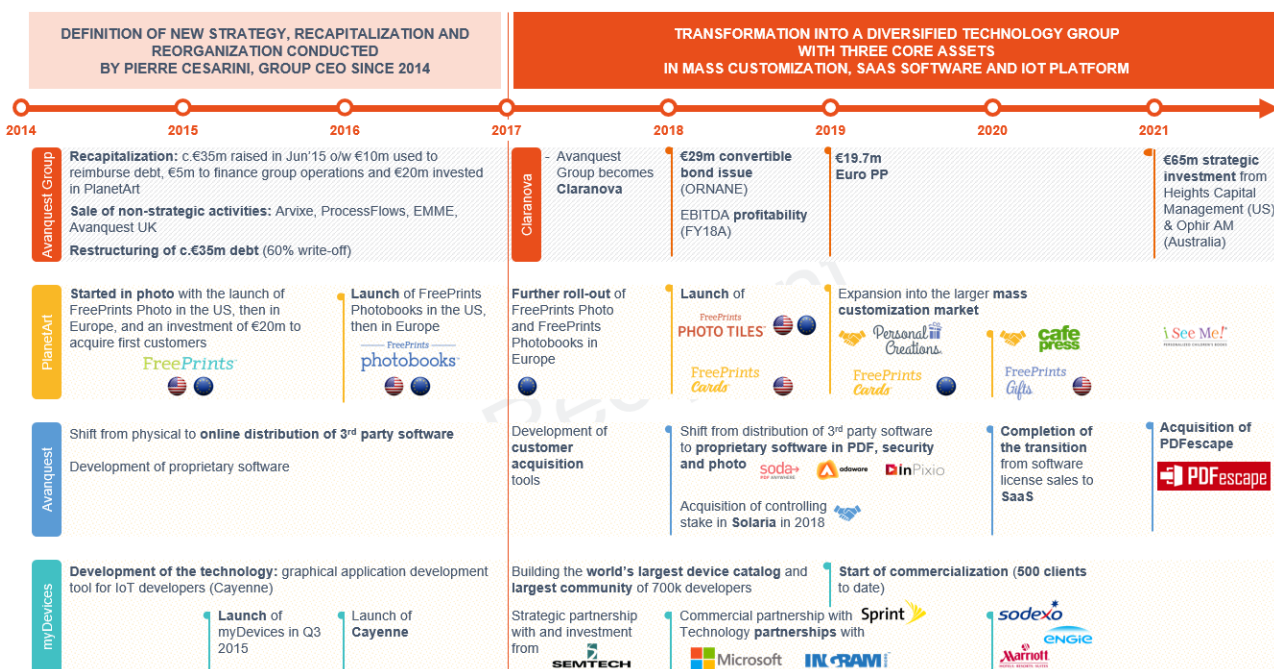 DEFINITION OF NEW STRATEGY, RECAPITALIZATION AND
REORGANIZATION CONDUCTED
BY PIERRE CESARINI, GROUP CEO SINCE 2014
TRANSFORMATION INTO A DIVERSIFIED TECHNOLOGY GROUP
WITH THREE CORE ASSETS
IN MASS CUSTOMIZATION, SAAS SOFTWARE AND IOT PLATFORM
2014
2015
2016
2017
2018
2019
2020
2021
Avanquest Group
Recapitalization: c.€35m raised in Jun'15 o/w €10m used to
reimburse debt, €5m to finance group operations and €20m invested
in PlanetArt
Sale of non-strategic activities: Arvixe, ProcessFlows, EMME,
Avanquest UK
Restructuring of c.€35m debt (60% write-off)
Claranova
- Avanquest
Group becomes
Claranova
€29m convertible
bond issue
(ORNANE)
EBITDA profitability
(FY18A)
€19.7m
Euro PP
€65m strategic
investment from
Heights Capital
Management (US)
& Ophir AM
(Australia)
PlanetArt
Started in photo with the launch of
FreePrints Photo in the US, then in
Europe, and an investment of €20m to
acquire first customers
FreePrints
Launch of FreePrints
Photobooks in the US,
then in Europe
FreePrints
photobooks
Further roll-out of
FreePrints Photo
and FreePrints
Photobooks in
Europe
Launch of
FreePrints
PHOTO TILES
FreePrints
Cards
Expansion into the larger mass
customization market
Personal
Creations
FreePrints
Cards
cafe
press
FreePrints
Gifts
i See Me!
PERSONALIZED CHILDREN'S BOOKS
Avanquest
Shift from physical to online distribution of 3rd party software
Development of proprietary software
Development of
customer
acquisition
tools
Shift from distribution of 3rd party software
to proprietary software in PDF, security
and photo
soda
PDF ANYWHERE
adaware
inPixio
Acquisition of controlling
stake in Solaria in 2018
Completion of
the transition
from software
license sales to
SaaS
Acquisition of
PDFescape
PDFescape
myDevices
Development of the technology: graphical application development
tool for IoT developers (Cayenne)
Launch of
myDevices in Q3
2015
Launch of
Cayenne
Building the world's largest device catalog and
largest community of 700k developers
Strategic partnership
with and investment
from
SEMTECH
Commercial partnership with Sprint
Technology partnerships with
Microsoft
INGRAM
Start of commercialization (500 clients
to date)
sodexo
ENGIE
Marriott